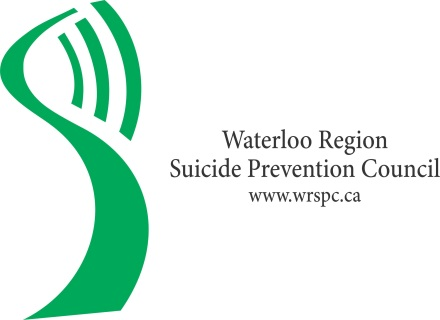 Waterloo Region
Suicide Prevention Council
www.wrspc.ca